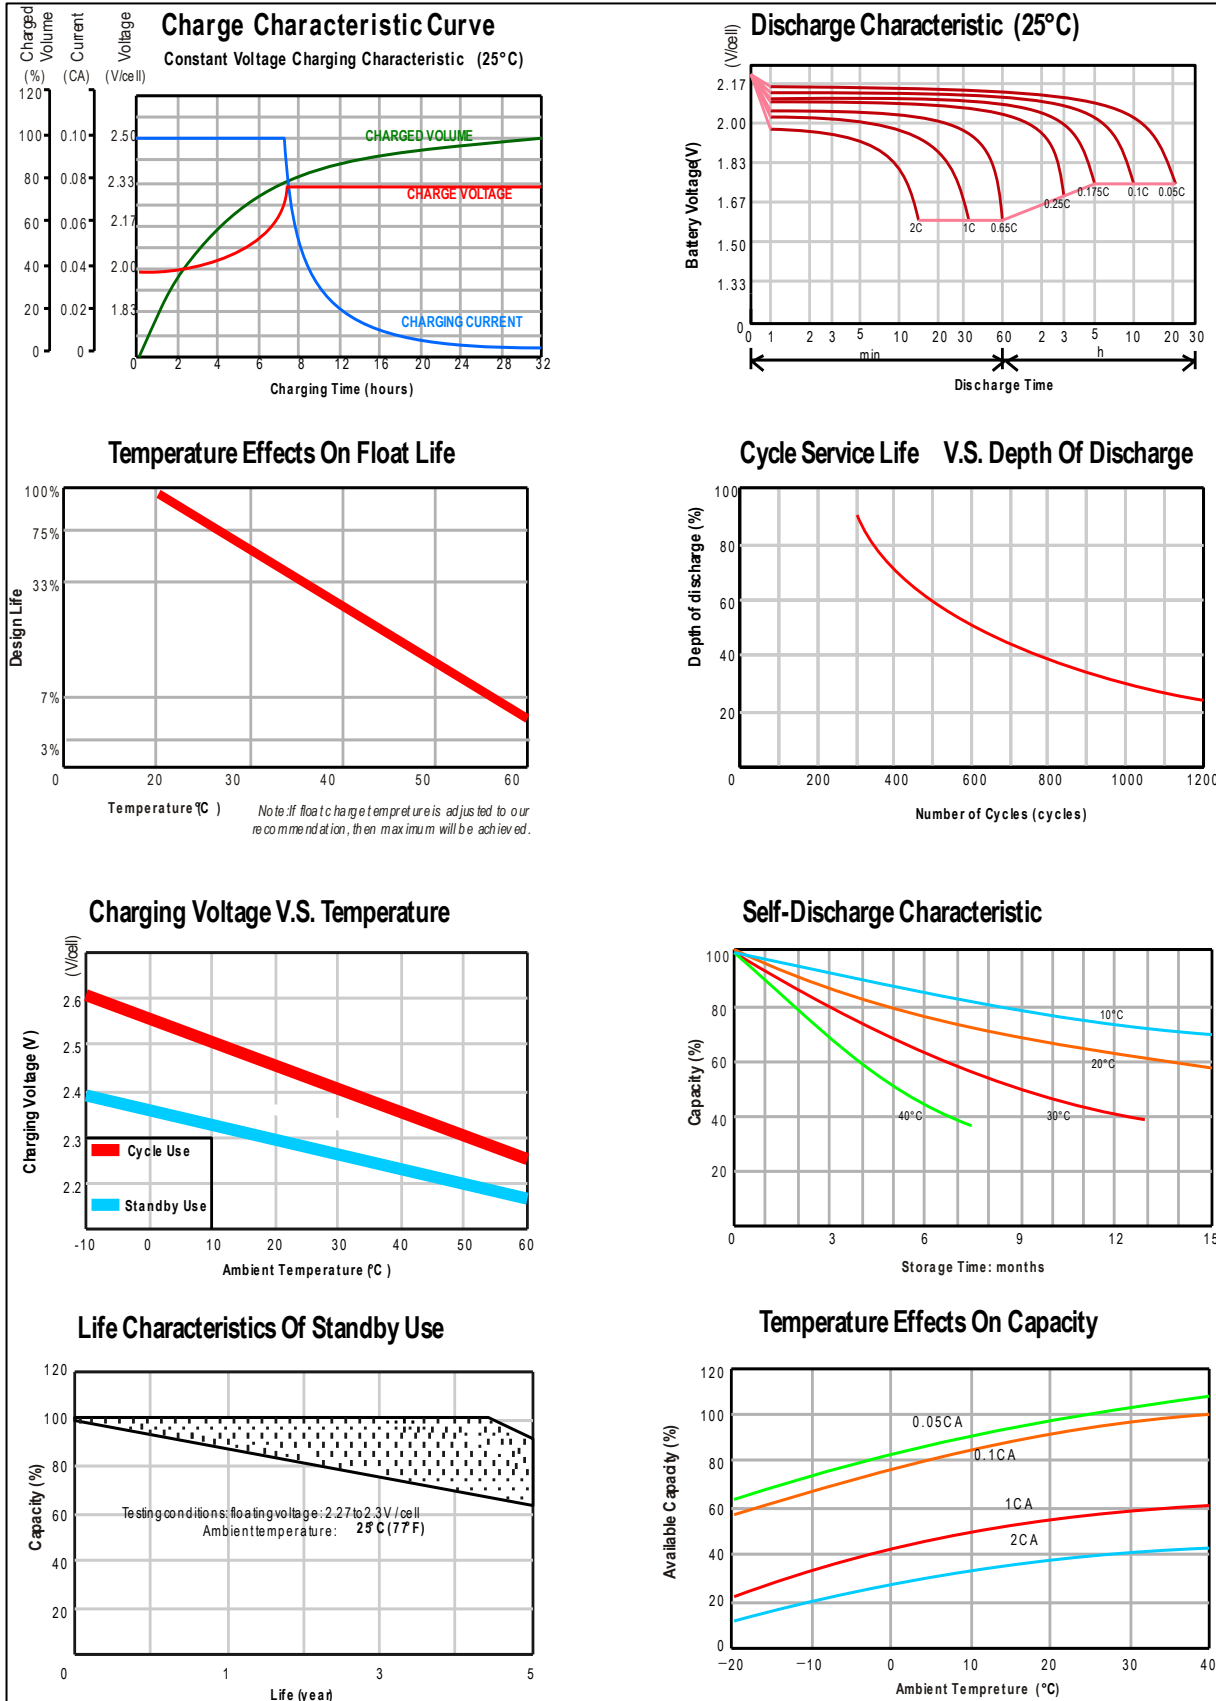 Charge Characteristic Curve
Constant Voltage Charging Characteristic (25°C)
Charged Volume
Current
Voltage
(%) (CA) (V/cell)
120
100 0.10 2.50
80 0.08 2.33
60 0.06 2.17
40 0.04 2.00
20 0.02 1.83
0 0
CHARGED VOLUME
CHARGE VOLTAGE
CHARGING CURRENT
0 2 4 6 8 12 16 20 24 28 32
Charging Time (hours)
Discharge Characteristic (25°C)
(V/cell)
Battery Voltage(V)
2.17
2.00
1.83
1.67
1.50
1.33
0
2C 1C 0.65C 0.25C 0.175C 0.1C 0.05C
0 1 2 3 5 10 20 30 60 2 3 5 10 20 30
min h
Discharge Time
Temperature Effects On Float Life
Design Life
100%
75%
33%
7%
3%
0 20 30 40 50 60
Temperature(°C )
Note:If float charge tempreture is adjusted to our
recommendation, then maximum will be achieved.
Cycle Service Life V.S. Depth Of Discharge
Depth of discharge (%)
100
80
60
40
20
0 200 400 600 800 1000 1200
Number of Cycles (cycles)
Charging Voltage V.S. Temperature
(V/cell)
Charging Voltage (V)
2.6
2.5
2.4
2.3
2.2
Cycle Use
Standby Use
-10 0 10 20 30 40 50 60
Ambient Temperature (°C )
Self-Discharge Characteristic
Capacity (%)
100
80
60
40
20
10°C
20°C
30°C
40°C
0 3 6 9 12 15
Storage Time: months
Life Characteristics Of Standby Use
Capacity (%)
120
100
80
60
40
20
Testing conditions: floating voltage: 2.27 to 2.3V /cell
Ambient temperature: 25°C (77°F)
0 1 3 5
Life (year)
Temperature Effects On Capacity
Available Capacity (%)
120
100
80
60
40
20
0
0.05CA
0.1CA
1CA
2CA
−20 −10 0 10 20 30 40
Ambient Tempreture (°C)